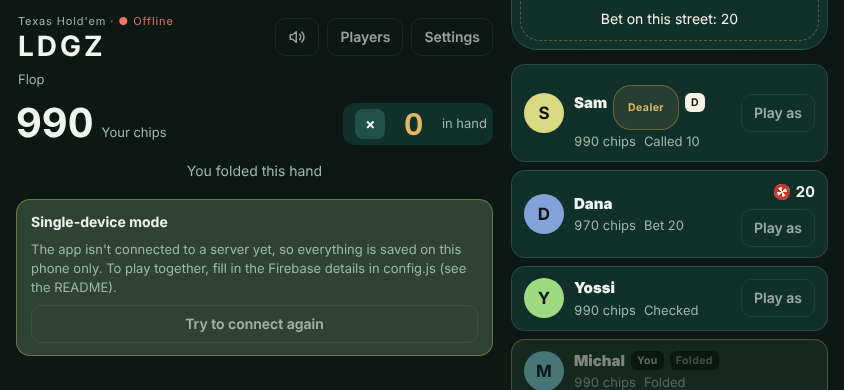 Texas Hold'em · Offline
LDGZ
Players
Settings
Flop
990 Your chips
× 0 in hand
You folded this hand
Single-device mode
The app isn't connected to a server yet, so everything is saved on this
phone only. To play together, fill in the Firebase details in config.js (see
the README).
Try to connect again
Bet on this street: 20
S
Sam Dealer D
990 chips Called 10
Play as
20
D
Dana
970 chips Bet 20
Play as
Y
Yossi
990 chips Checked
Play as
M
Michal You Folded
990 chips Folded